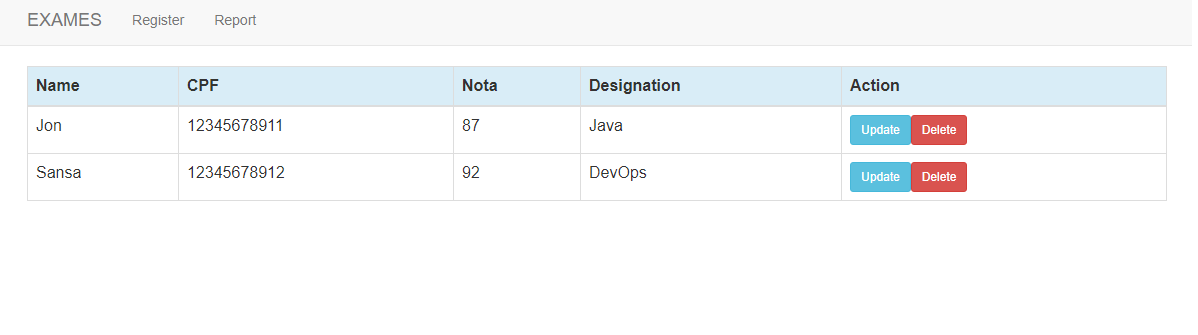 EXAMES Register Report
Name CPF Nota Designation Action
Jon 12345678911 87 Java Update Delete
Sansa 12345678912 92 DevOps Update Delete